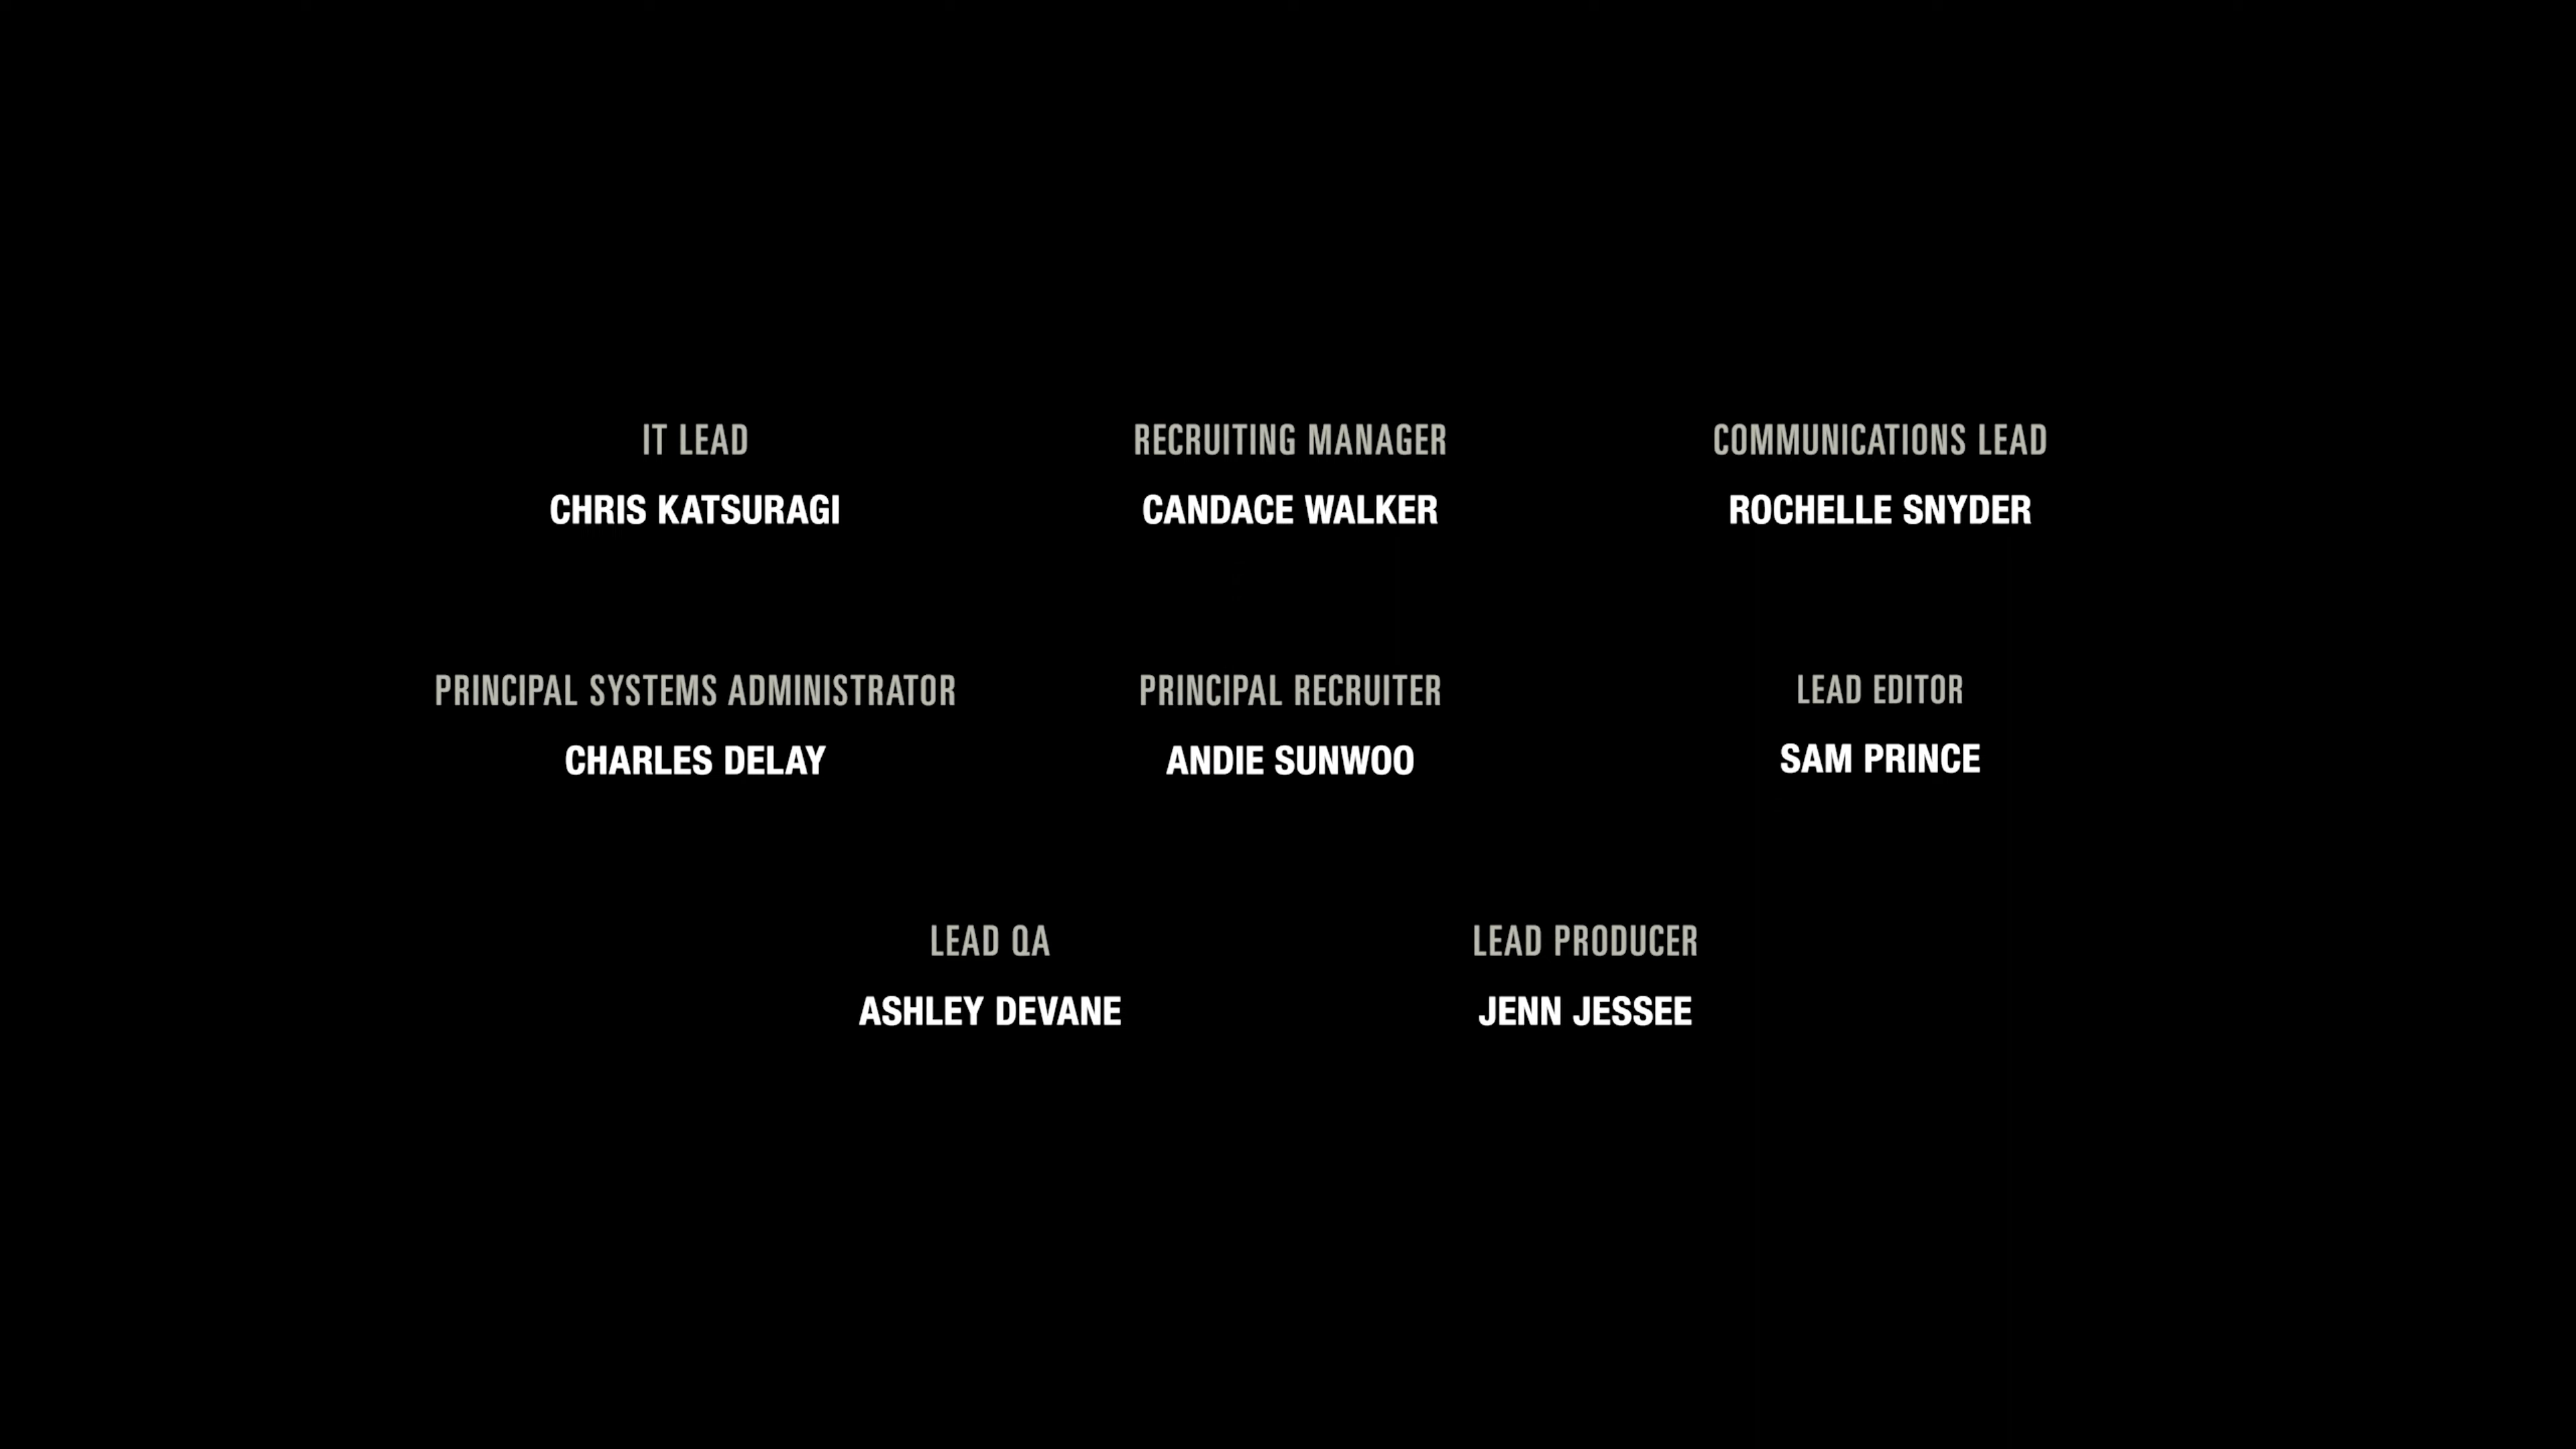 IT LEAD
CHRIS KATSURAGI
RECRUITING MANAGER
CANDACE WALKER
COMMUNICATIONS LEAD
ROCHELLE SNYDER
PRINCIPAL SYSTEMS ADMINISTRATOR
CHARLES DELAY
PRINCIPAL RECRUITER
ANDIE SUNWOO
LEAD EDITOR
SAM PRINCE
LEAD QA
ASHLEY DEVANE
LEAD PRODUCER
JENN JESSEE